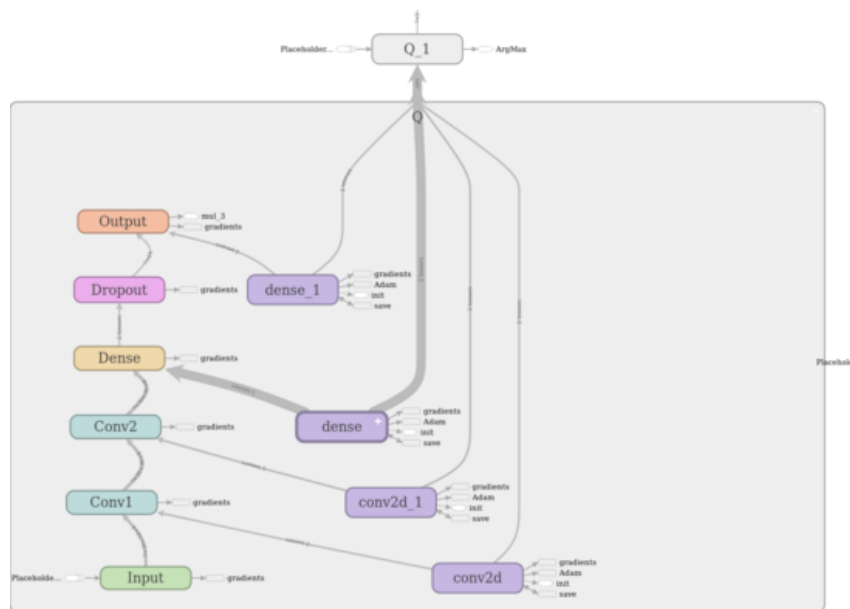 Placeholder...
Q_1
ArgMax
Q
Output
mul_3
gradients
dense_1
gradients
Adam
init
save
Dropout
gradients
Dense
gradients
Placehold
dense
gradients
Adam
init
save
Conv2
gradients
conv2d_1
gradients
Adam
init
save
Conv1
gradients
Placeholde...
Input
gradients
conv2d
gradients
Adam
init
save